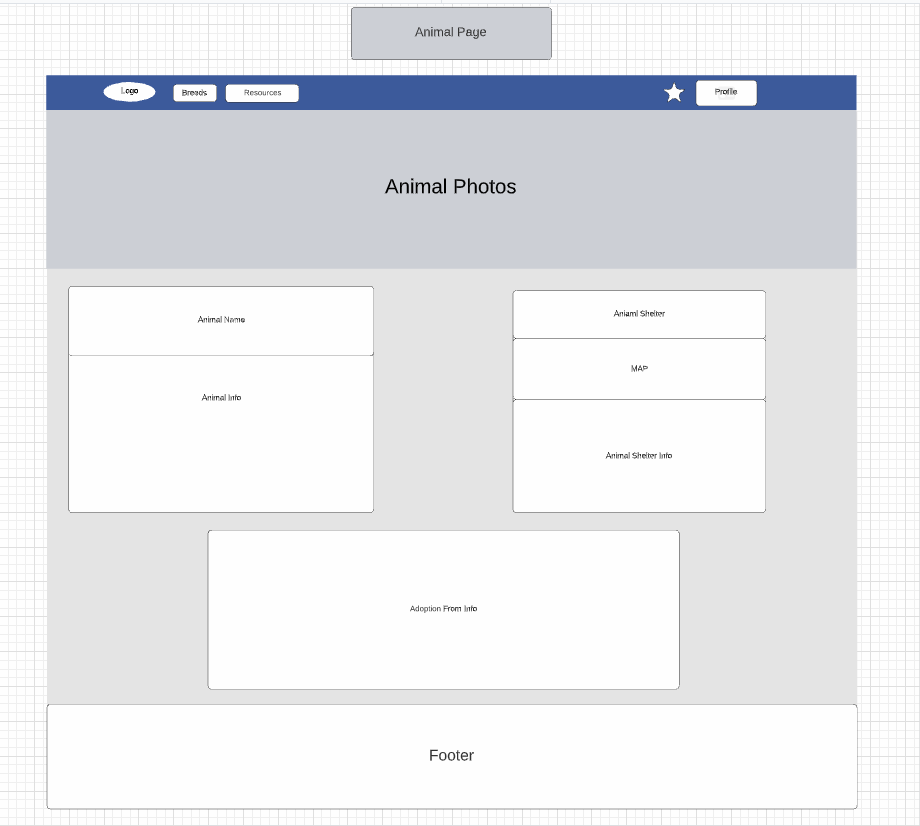 Animal Page
Logo
Breeds
Resources
Profile
Animal Photos
Animal Name
Animal Info
Aniaml Shelter
MAP
Animal Shelter Info
Adoption From Info
Footer